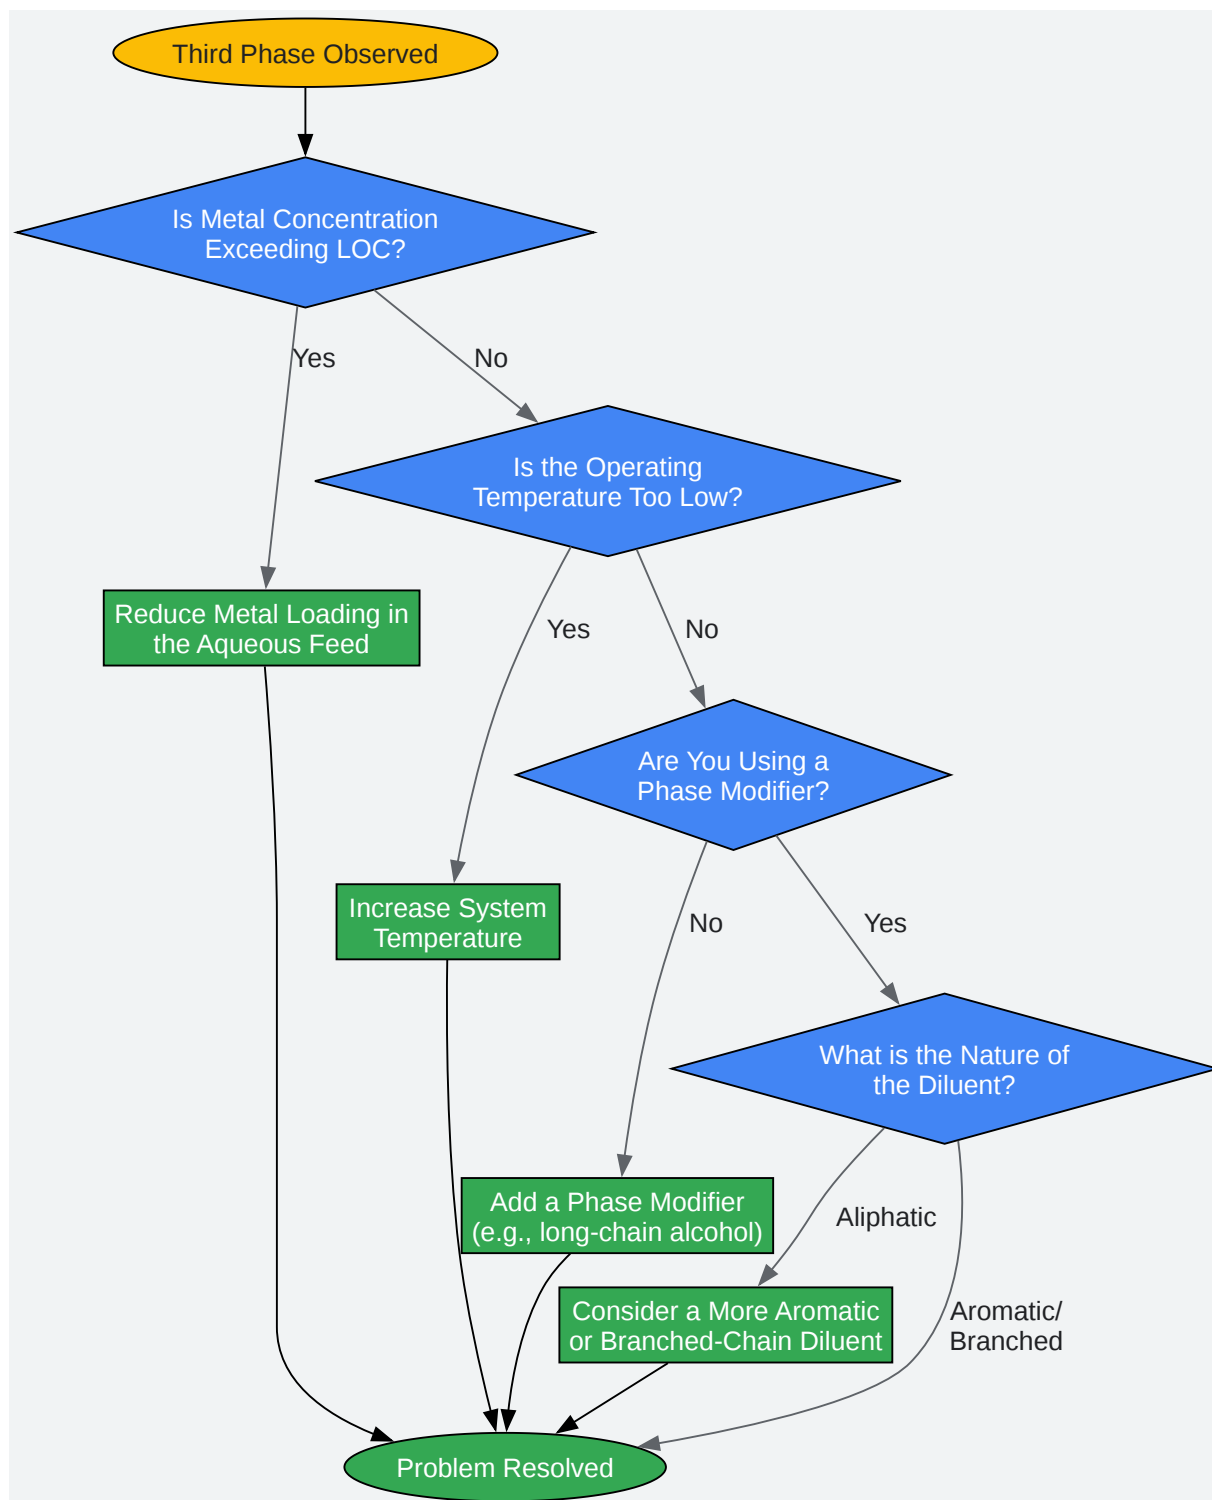 Third Phase Observed
Is Metal Concentration
Exceeding LOC?
Yes
No
Is the Operating
Temperature Too Low?
Reduce Metal Loading in
the Aqueous Feed
Yes
No
Are You Using a
Phase Modifier?
Increase System
Temperature
No
Yes
What is the Nature of
the Diluent?
Add a Phase Modifier
(e.g., long-chain alcohol)
Aliphatic
Consider a More Aromatic
or Branched-Chain Diluent
Aromatic/
Branched
Problem Resolved